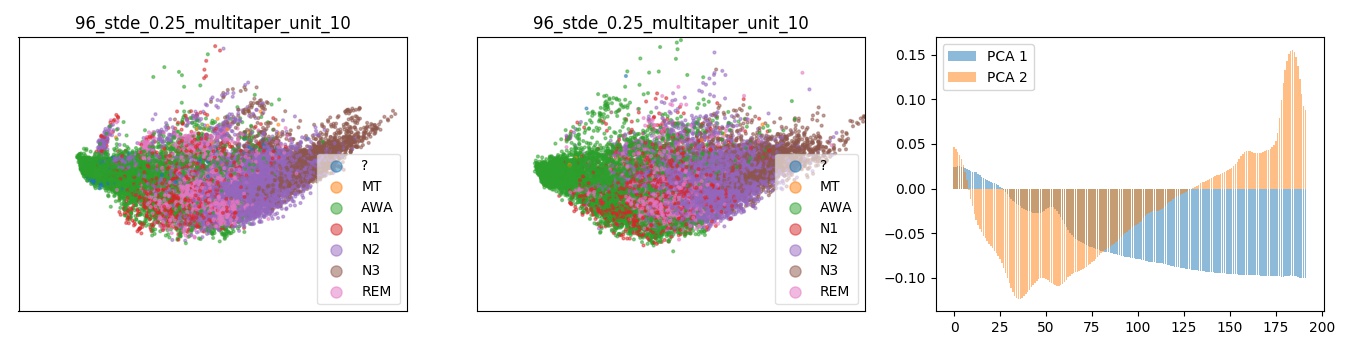 96_stde_0.25_multitaper_unit_10
?
MT
AWA
N1
N2
N3
REM
96_stde_0.25_multitaper_unit_10
?
MT
AWA
N1
N2
N3
REM
PCA 1
PCA 2
0.15
0.10
0.05
0.00
−0.05
−0.10
0 25 50 75 100 125 150 175 200